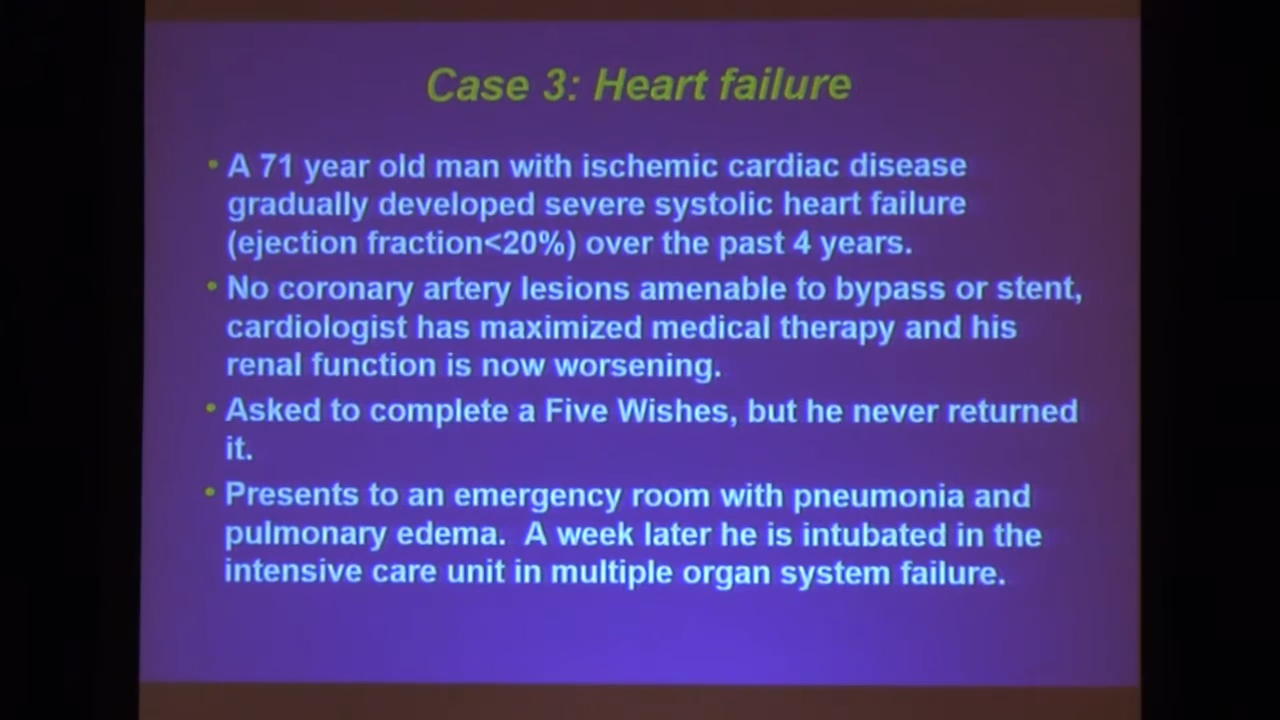 Case 3: Heart failure
• A 71 year old man with ischemic cardiac disease
gradually developed severe systolic heart failure
(ejection fraction<20%) over the past 4 years.
• No coronary artery lesions amenable to bypass or stent,
cardiologist has maximized medical therapy and his
renal function is now worsening.
• Asked to complete a Five Wishes, but he never returned
it.
• Presents to an emergency room with pneumonia and
pulmonary edema.  A week later he is intubated in the
intensive care unit in multiple organ system failure.